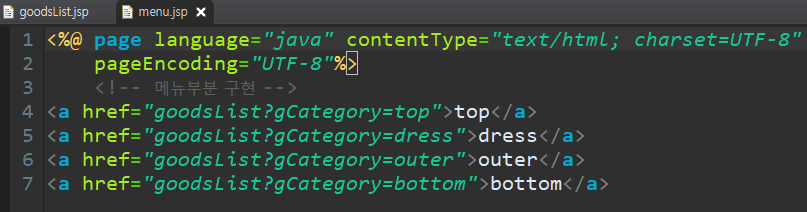 goodsList.jsp menu.jsp
1 <%@ page language="java" contentType="text/html; charset=UTF-8"
2 pageEncoding="UTF-8"%>
3 <!-- 메뉴부분 구현 -->
4 <a href="goodsList?gCategory=top">top</a>
5 <a href="goodsList?gCategory=dress">dress</a>
6 <a href="goodsList?gCategory=outer">outer</a>
7 <a href="goodsList?gCategory=bottom">bottom</a>